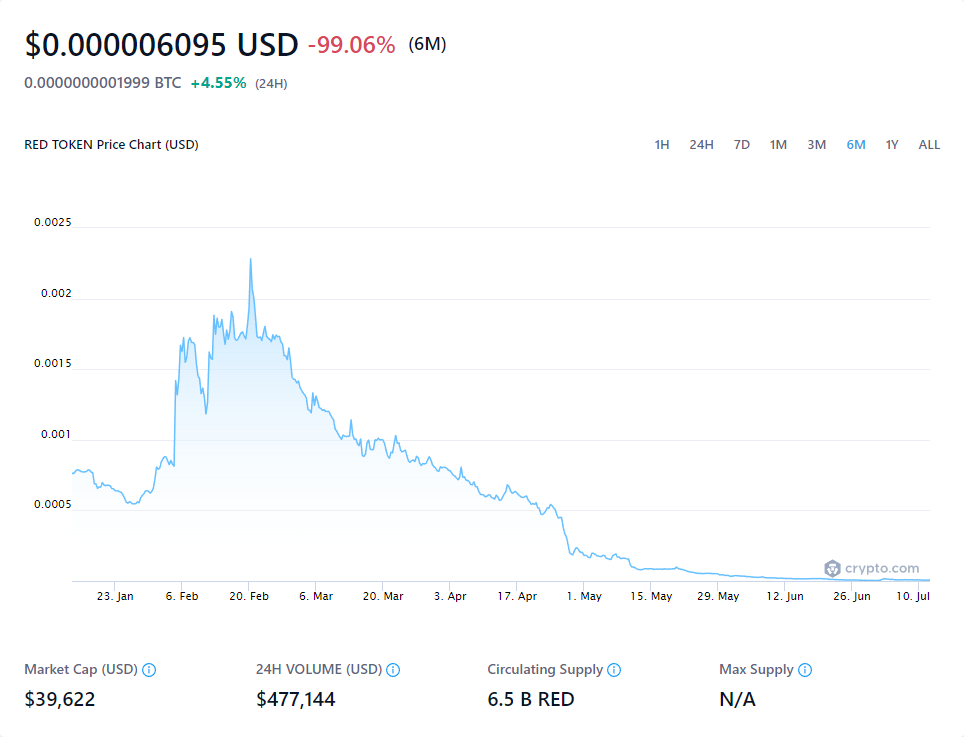 $0.000006095 USD -99.06% (6M)
0.0000000001999 BTC +4.55% (24H)
RED TOKEN Price Chart (USD) 1H 24H 7D 1M 3M 6M 1Y ALL
0.0025
0.002
0.0015
0.001
0.0005
crypto.com
23. Jan 6. Feb 20. Feb 6. Mar 20. Mar 3. Apr 17. Apr 1. May 15. May 29. May 12. Jun 26. Jun 10. Jul
Market Cap (USD) 24H VOLUME (USD) Circulating Supply Max Supply
$39,622 $477,144 6.5 B RED N/A